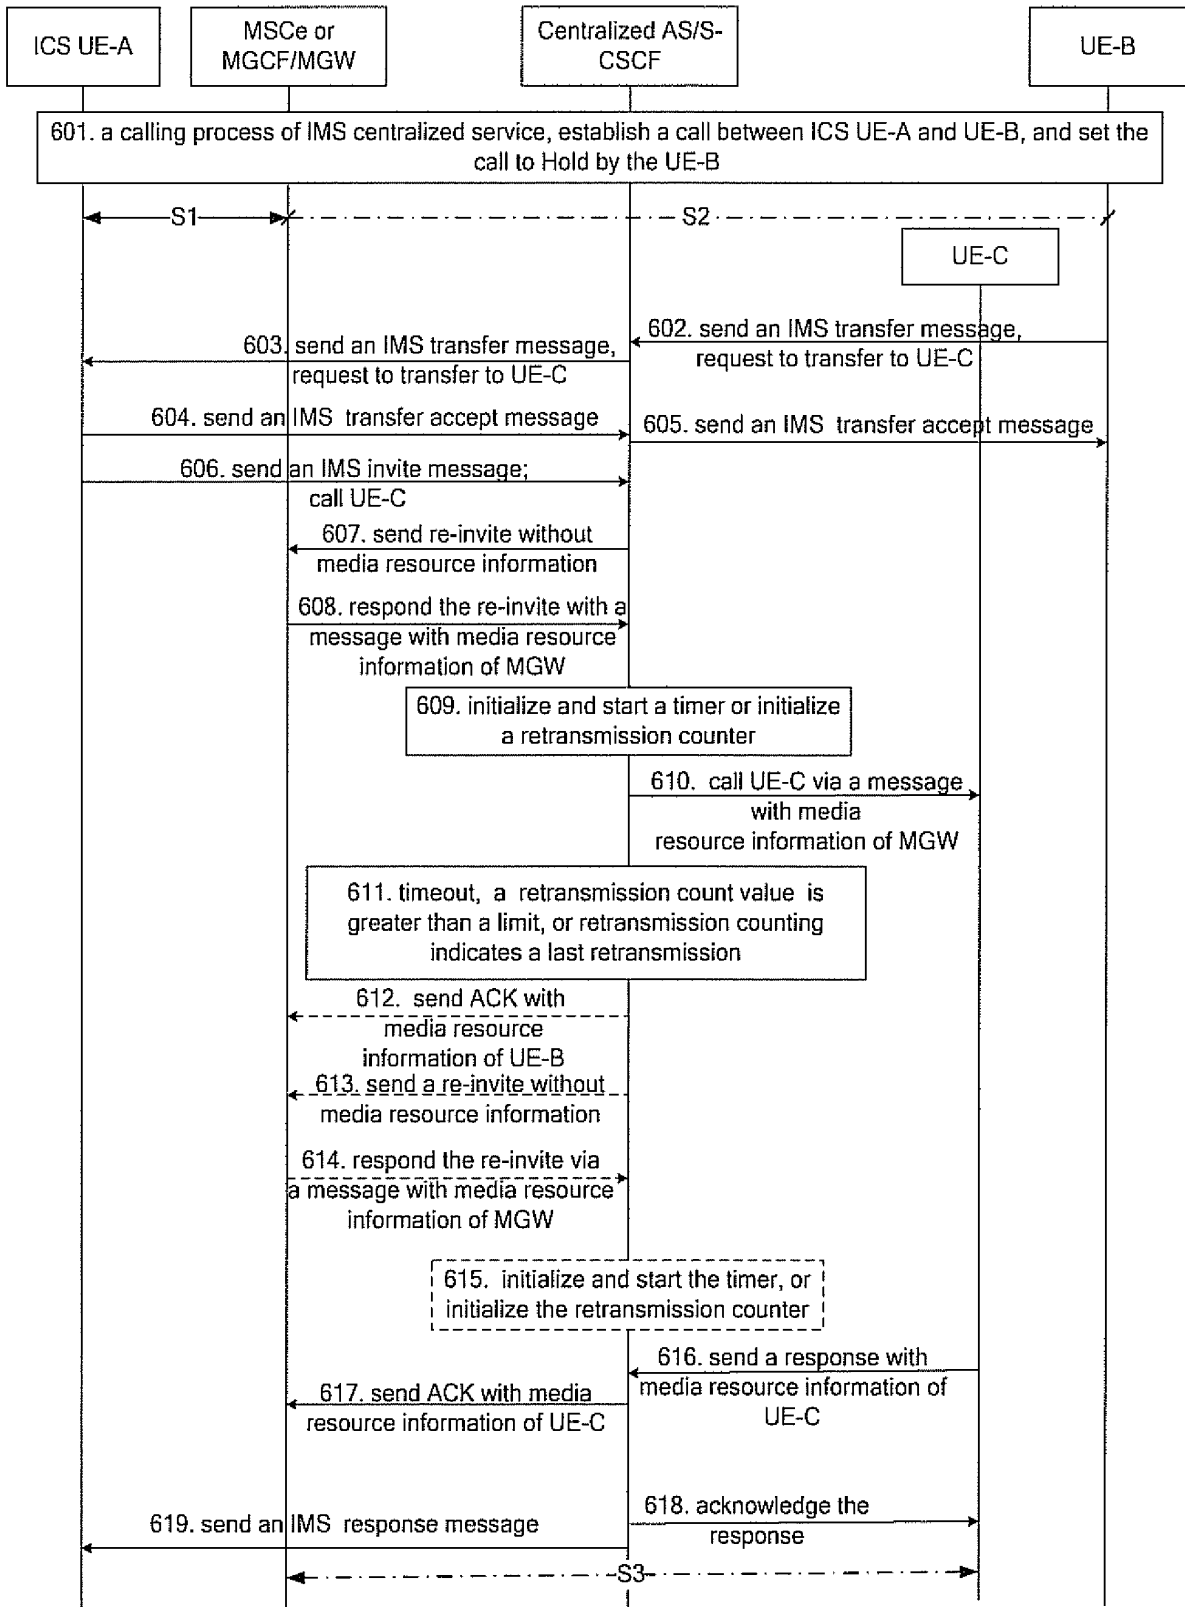 ICS UE-A
MSCe or
MGCF/MGW
Centralized AS/S-
CSCF
UE-B
601. a calling process of IMS centralized service, establish a call between ICS UE-A and UE-B, and set the
call to Hold by the UE-B
S1
S2
UE-C
602. send an IMS transfer message,
request to transfer to UE-C
603. send an IMS transfer message,
request to transfer to UE-C
604. send an IMS transfer accept message
605. send an IMS transfer accept message
606. send an IMS invite message;
call UE-C
607. send re-invite without
media resource information
608. respond the re-invite with a
message with media resource
information of MGW
609. initialize and start a timer or initialize
a retransmission counter
610. call UE-C via a message
with media
resource information of MGW
611. timeout, a retransmission count value is
greater than a limit, or retransmission counting
indicates a last retransmission
612. send ACK with
media resource
information of UE-B
613. send a re-invite without
media resource information
614. respond the re-invite via
a message with media resource
information of MGW
615. initialize and start the timer, or
initialize the retransmission counter
616. send a response with
media resource information of
UE-C
617. send ACK with media
resource information of UE-C
618. acknowledge the
response
619. send an IMS response message
S3